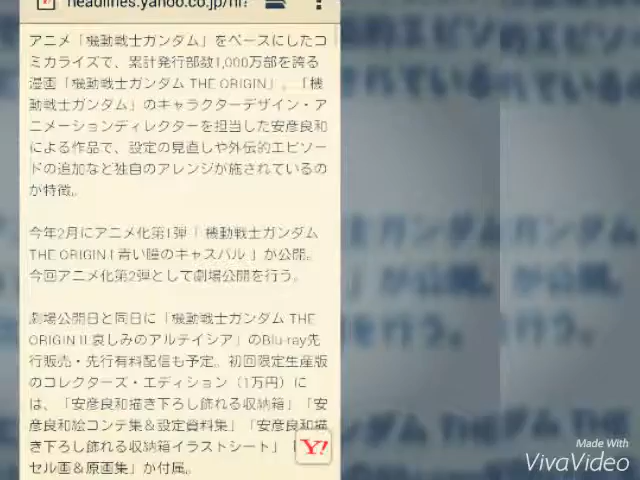 headlines.yahoo.co.jp/hl?
アニメ「機動戦士ガンダム」をベースにしたコ
ミカライズで、累計発行部数1,000万部を誇る
漫画「機動戦士ガンダム THE ORIGIN」。「機
動戦士ガンダム」のキャラクターデザイン・ア
ニメーションディレクターを担当した安彦良和
による作品で、設定の見直しや外伝的エピソー
ドの追加など独自のアレンジが施されているの
が特徴。
今年2月にアニメ化第1弾「 機動戦士ガンダム
THE ORIGIN I 青い瞳のキャスバル 」が公開。
今回アニメ化第2弾として劇場公開を行う。
劇場公開日と同日に「機動戦士ガンダム THE
ORIGIN II 哀しみのアルテイシア」のBlu-ray先
行販売・先行有料配信も予定。初回限定生産版
のコレクターズ・エディション（1万円）に
は、「安彦良和描き下ろし飾れる収納箱」「安
彦良和絵コンテ集＆設定資料集」「安彦良和描
き下ろし飾れる収納箱イラストシート」「
セル画＆原画集」が付属。
Y!
Made With
VivaVideo